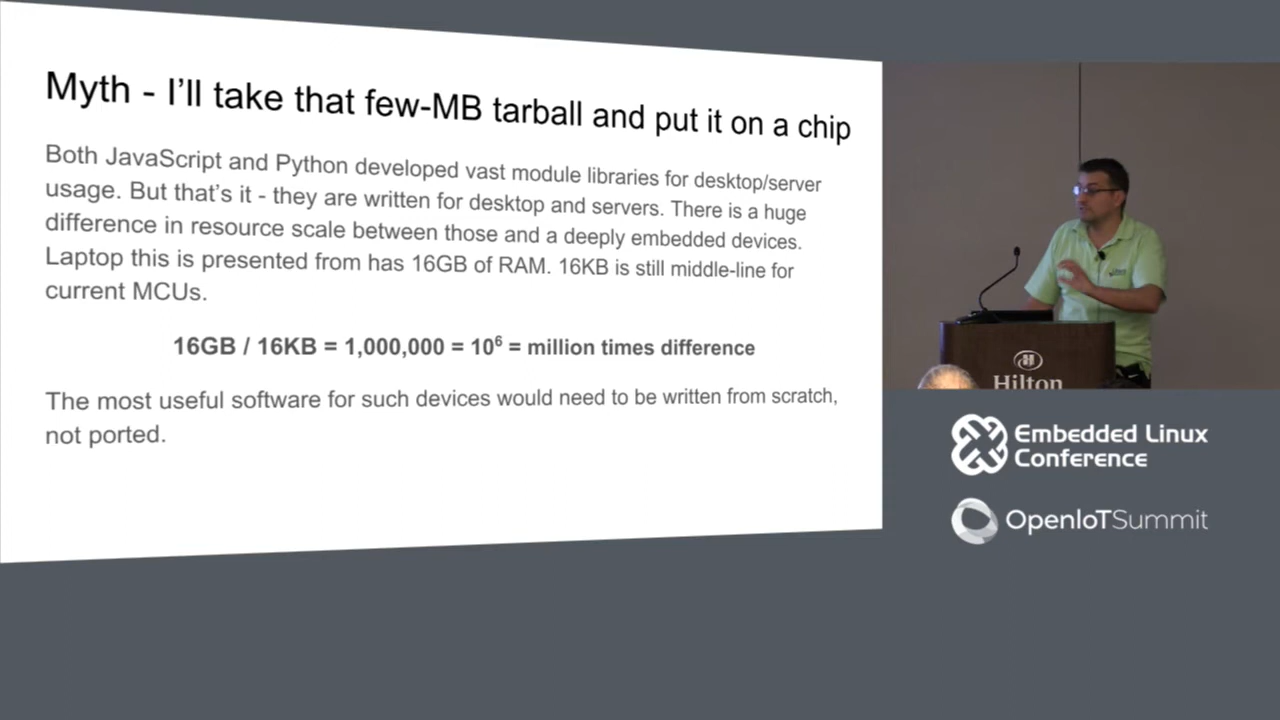 Myth - I'll take that few-MB tarball and put it on a chip
Both JavaScript and Python developed vast module libraries for desktop/server
usage. But that's it - they are written for desktop and servers. There is a huge
difference in resource scale between those and a deeply embedded devices.
Laptop this is presented from has 16GB of RAM. 16KB is still middle-line for
current MCUs.
16GB / 16KB = 1,000,000 = 10⁶ = million times difference
The most useful software for such devices would need to be written from scratch,
not ported.
Hilton
Embedded Linux
Conference
OpenIoTSummit